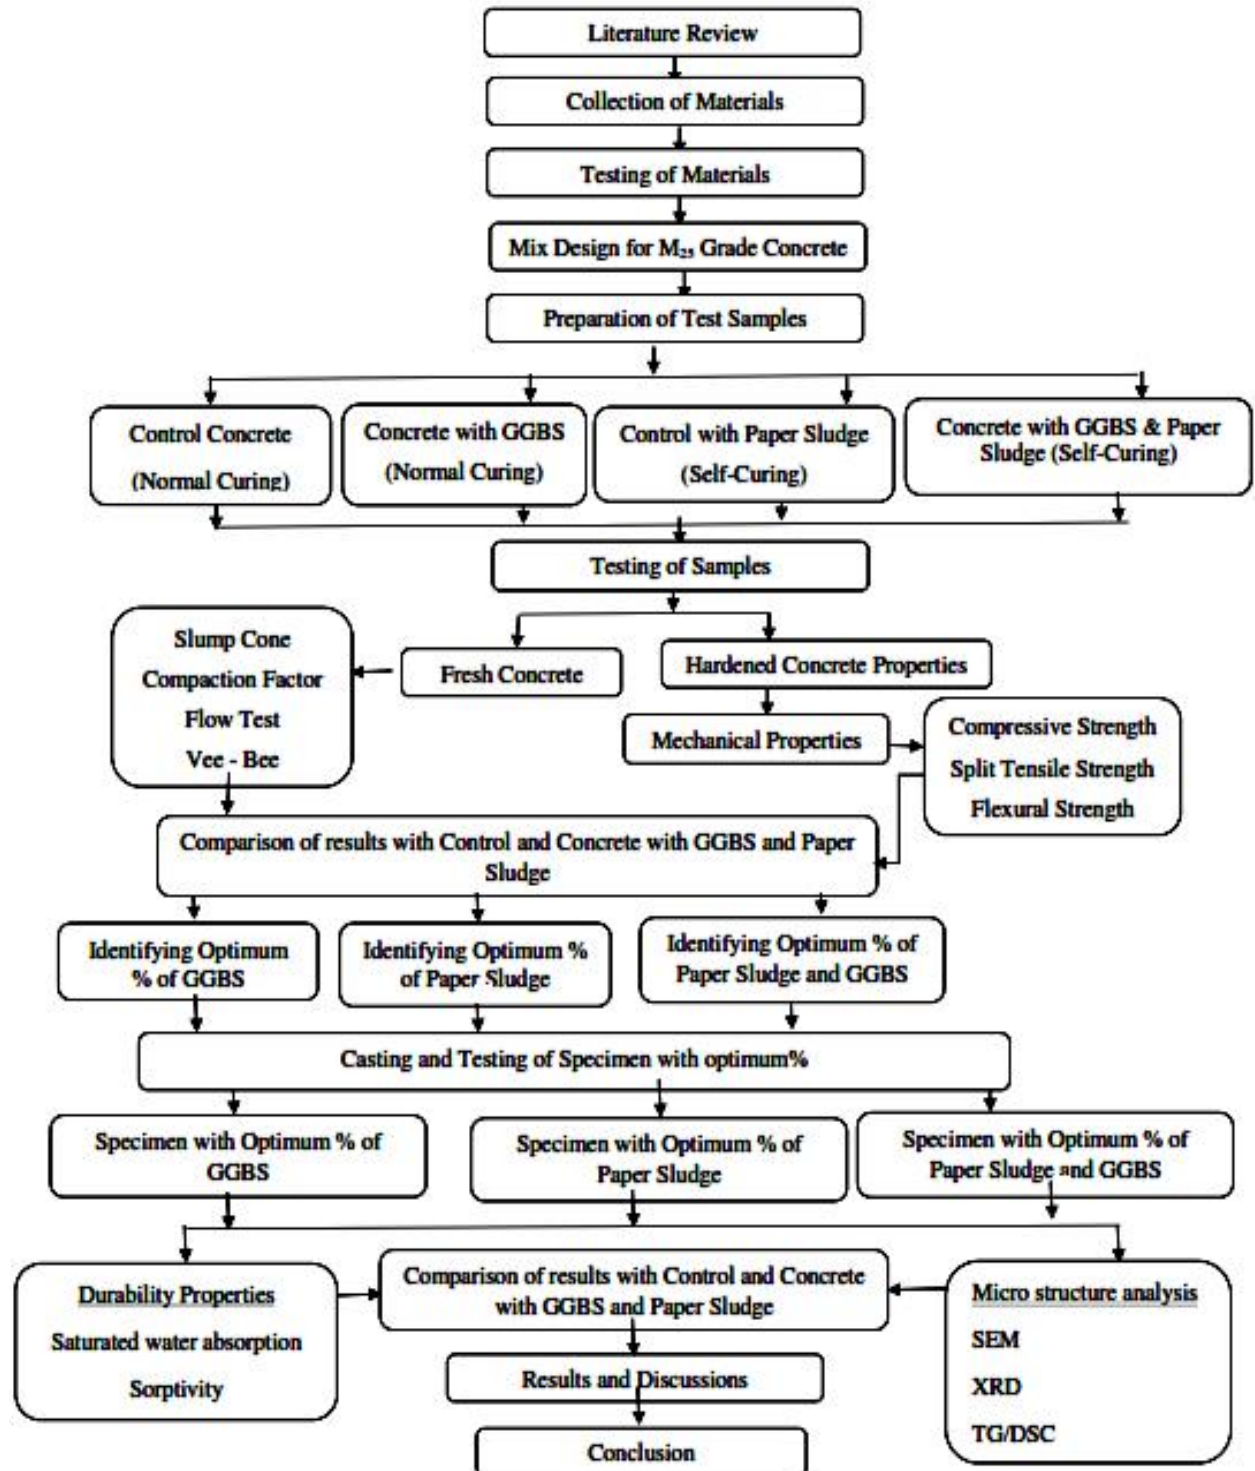 Literature Review
Collection of Materials
Testing of Materials
Mix Design for M₂₅ Grade Concrete
Preparation of Test Samples
Control Concrete
(Normal Curing)
Concrete with GGBS
(Normal Curing)
Control with Paper Sludge
(Self-Curing)
Concrete with GGBS & Paper
Sludge (Self-Curing)
Testing of Samples
Slump Cone
Compaction Factor
Flow Test
Vee - Bee
Fresh Concrete
Hardened Concrete Properties
Mechanical Properties
Compressive Strength
Split Tensile Strength
Flexural Strength
Comparison of results with Control and Concrete with GGBS and Paper
Sludge
Identifying Optimum
% of GGBS
Identifying Optimum %
of Paper Sludge
Identifying Optimum % of
Paper Sludge and GGBS
Casting and Testing of Specimen with optimum%
Specimen with Optimum % of
GGBS
Specimen with Optimum % of
Paper Sludge
Specimen with Optimum % of
Paper Sludge and GGBS
Durability Properties
Saturated water absorption
Sorptivity
Comparison of results with Control and Concrete
with GGBS and Paper Sludge
Micro structure analysis
SEM
XRD
TG/DSC
Results and Discussions
Conclusion